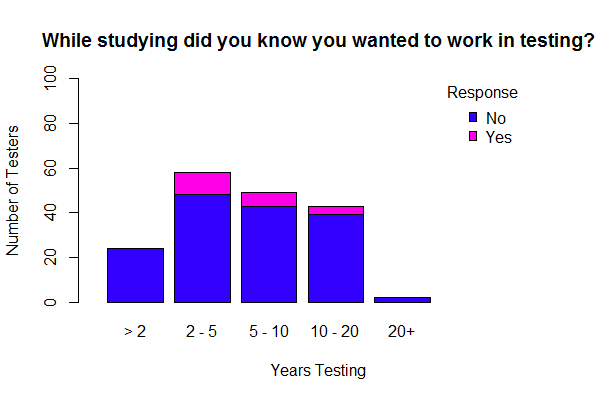 While studying did you know you wanted to work in testing?
Response
No
Yes
Number of Testers
100
80
60
40
20
0
> 2
2 - 5
5 - 10
10 - 20
20+
Years Testing